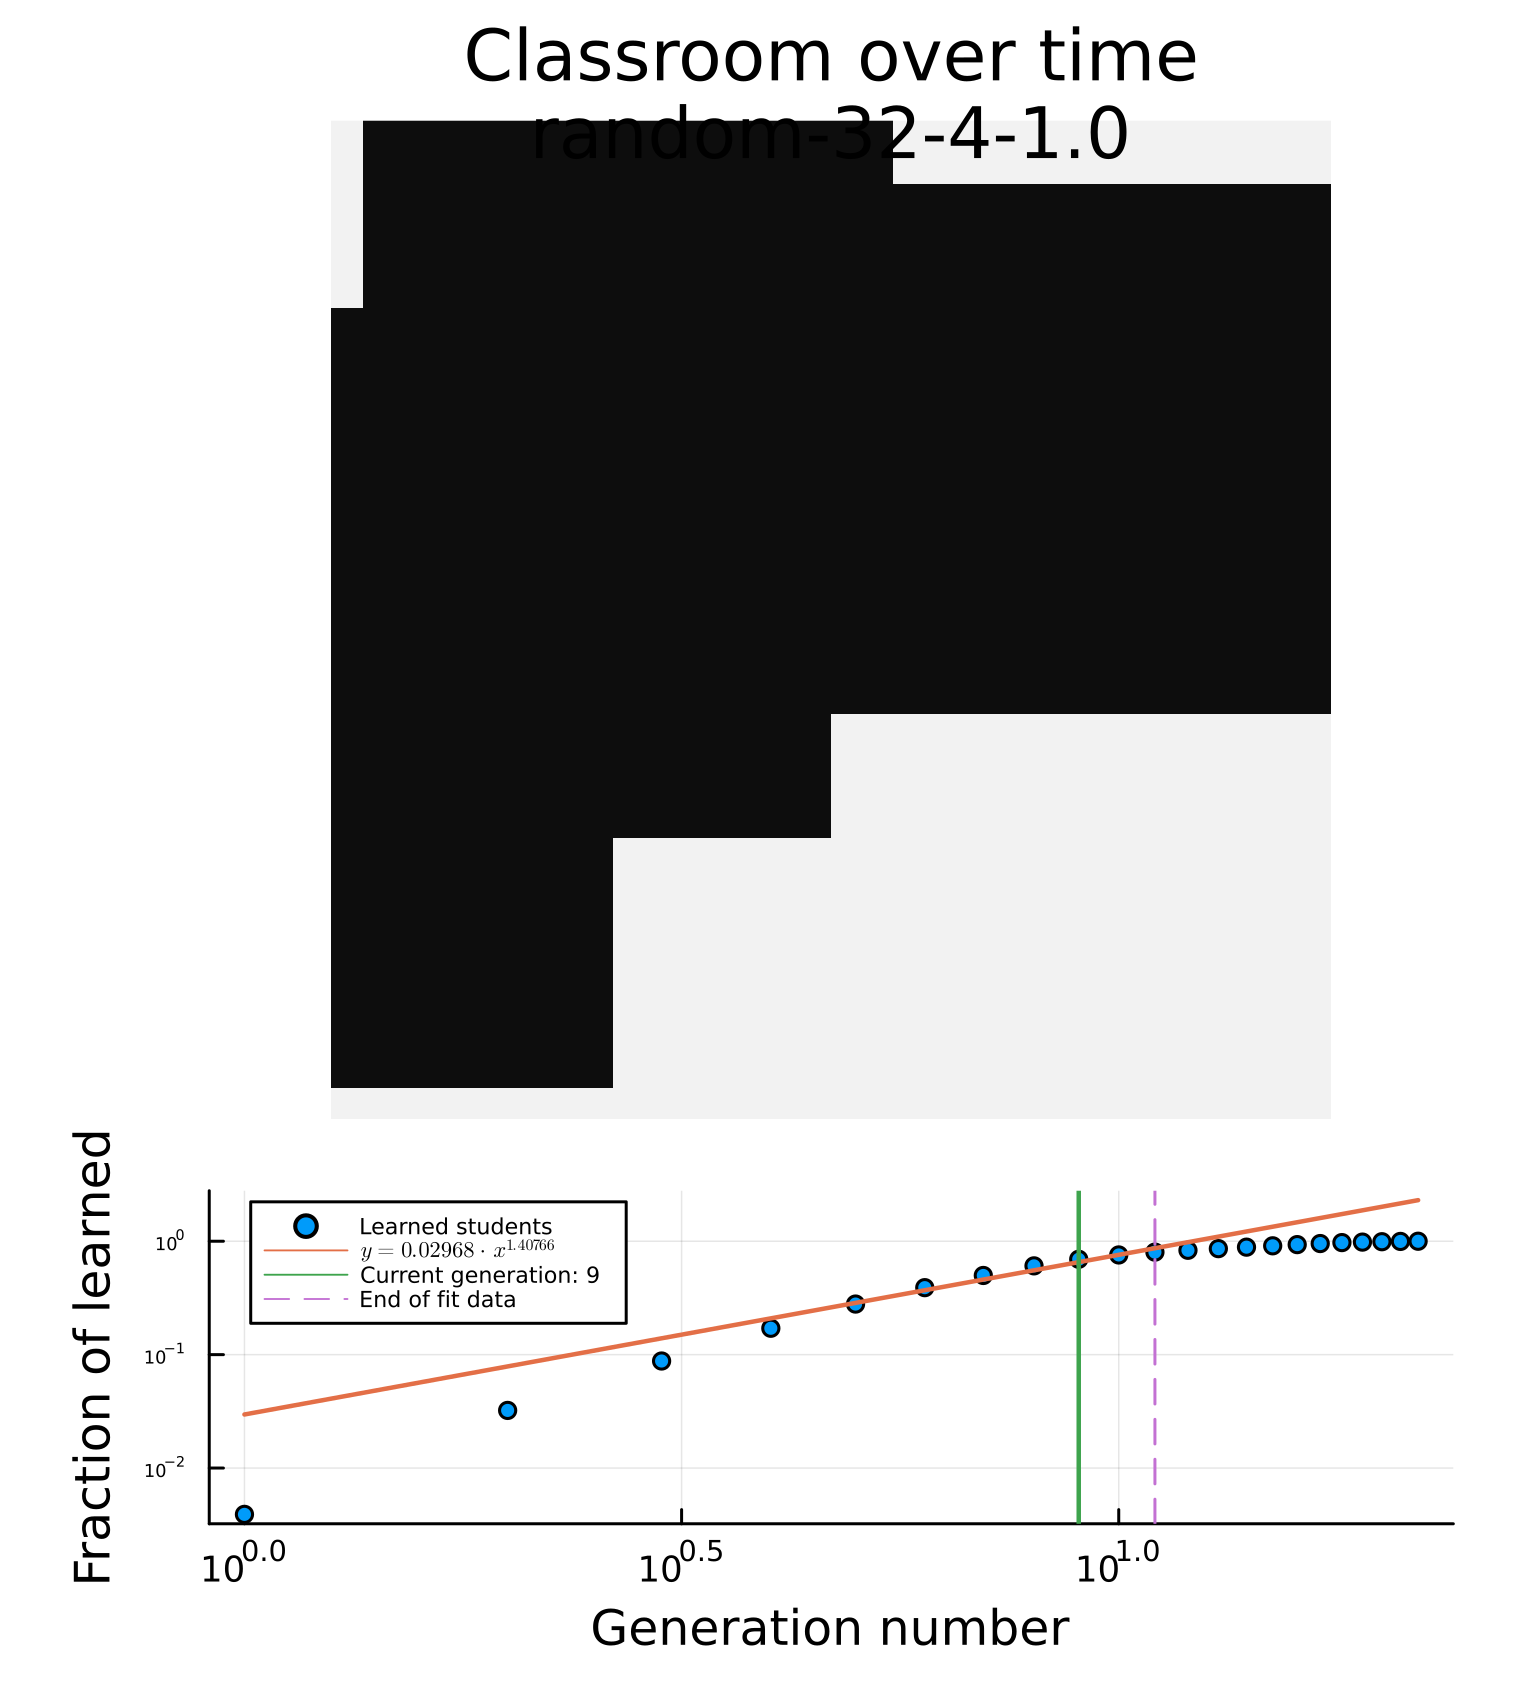 Classroom over time
random-32-4-1.0
Fraction of learned
10^0
10^-1
10^-2
Learned students
y = 0.02968 · x^1.40766
Current generation: 9
End of fit data
10^0.0
10^0.5
10^1.0
Generation number